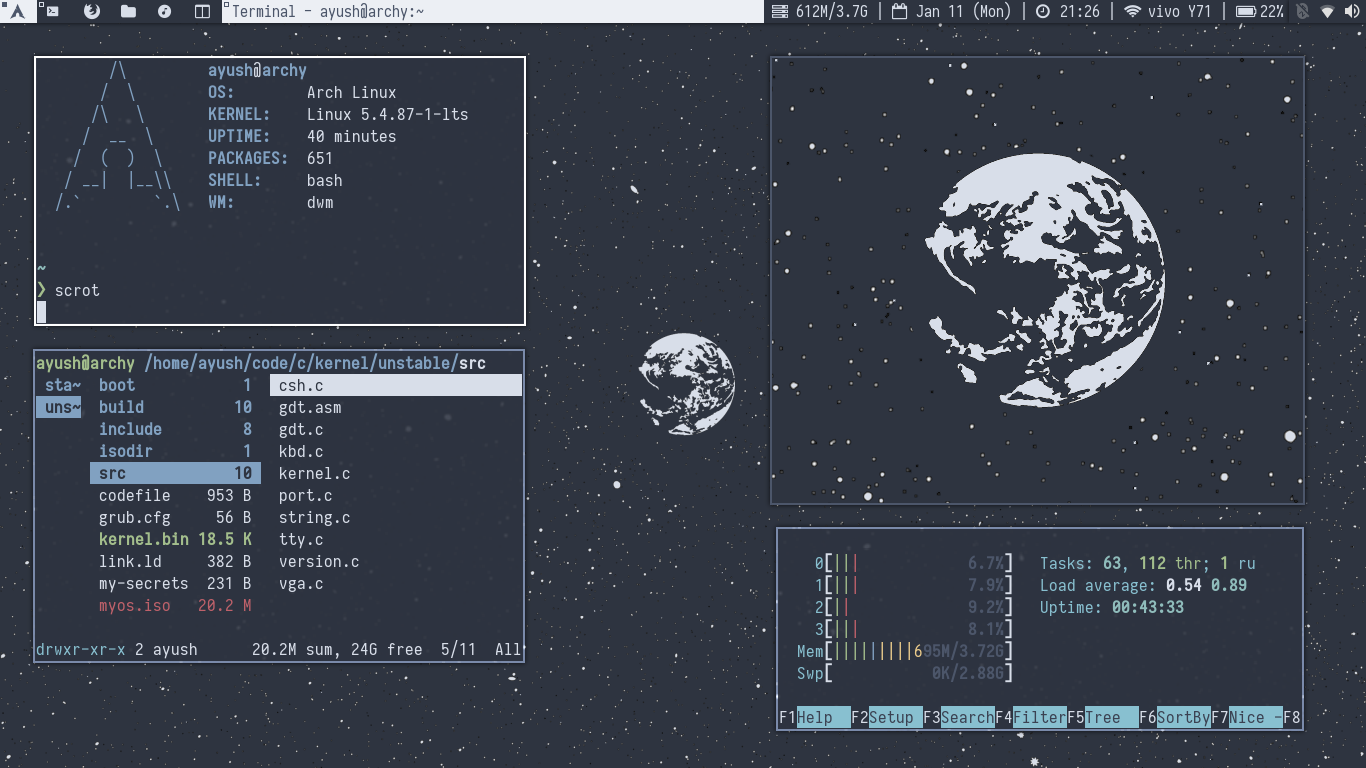 Terminal - ayush@archy:~
612M/3.7G | Jan 11 (Mon) | 21:26 | vivo Y71 | 22%
ayush@archy
OS: Arch Linux
KERNEL: Linux 5.4.87-1-lts
UPTIME: 40 minutes
PACKAGES: 651
SHELL: bash
WM: dwm
~
❯ scrot
ayush@archy /home/ayush/code/c/kernel/unstable/src
sta~ boot 1 csh.c
uns~ build 10 gdt.asm
include 8 gdt.c
isodir 1 kbd.c
src 10 kernel.c
codefile 953 B port.c
grub.cfg 56 B string.c
kernel.bin 18.5 K tty.c
link.ld 382 B version.c
my-secrets 231 B vga.c
myos.iso 20.2 M
drwxr-xr-x 2 ayush 20.2M sum, 24G free 5/11 All
0[||| 6.7%] Tasks: 63, 112 thr; 1 ru
1[||| 7.9%] Load average: 0.54 0.89
2[|| 9.2%] Uptime: 00:43:33
3[||| 8.1%]
Mem[|||||||||695M/3.72G]
Swp[ 0K/2.88G]
F1Help F2Setup F3SearchF4FilterF5Tree F6SortByF7Nice -F8